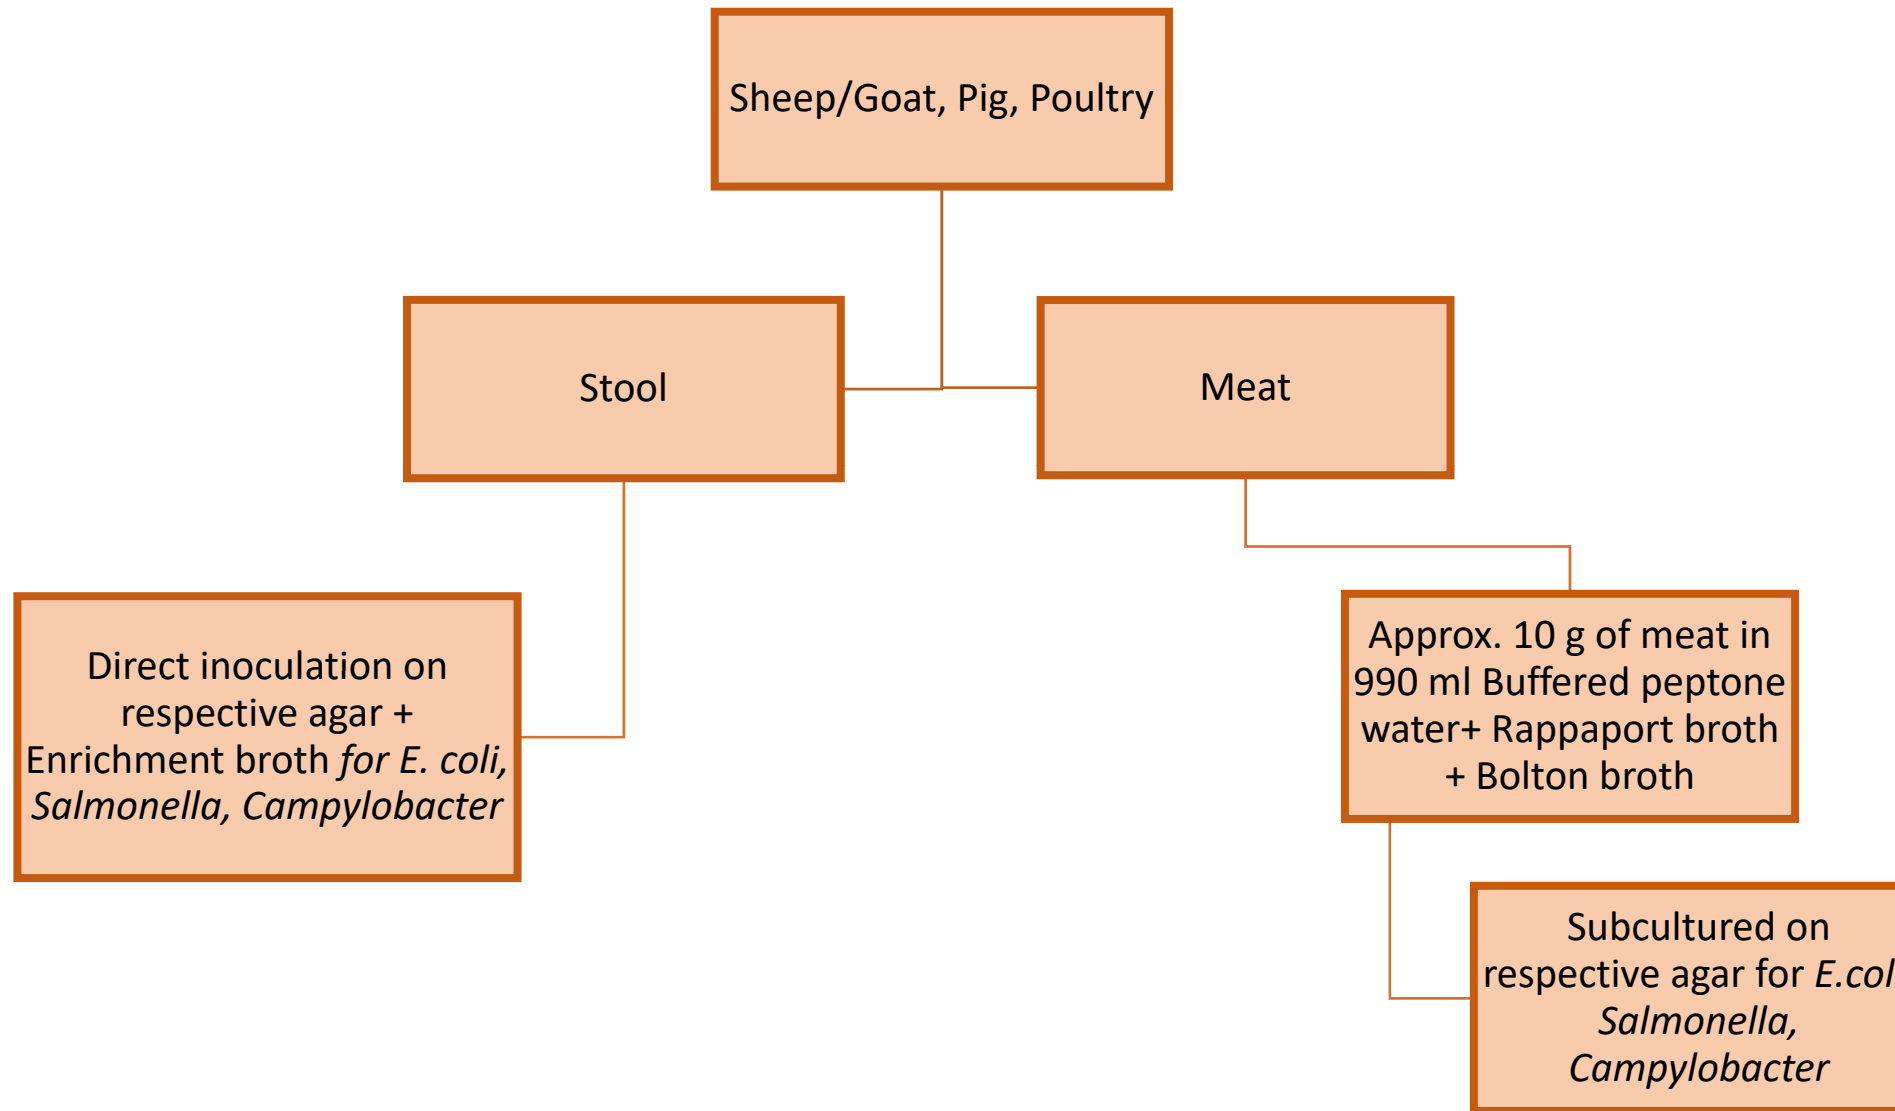 Sheep/Goat, Pig, Poultry
Stool
Meat
Direct inoculation on
respective agar +
Enrichment broth for E. coli,
Salmonella, Campylobacter
Approx. 10 g of meat in
990 ml Buffered peptone
water+ Rappaport broth
+ Bolton broth
Subcultured on
respective agar for E.col
Salmonella,
Campylobacter